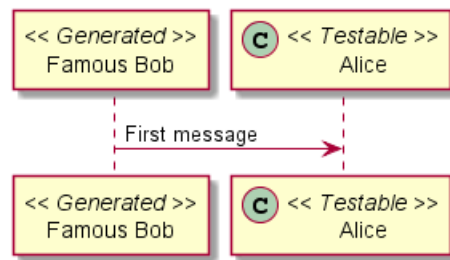 << Generated >>
Famous Bob
C << Testable >>
Alice
First message
<< Generated >>
Famous Bob
C << Testable >>
Alice